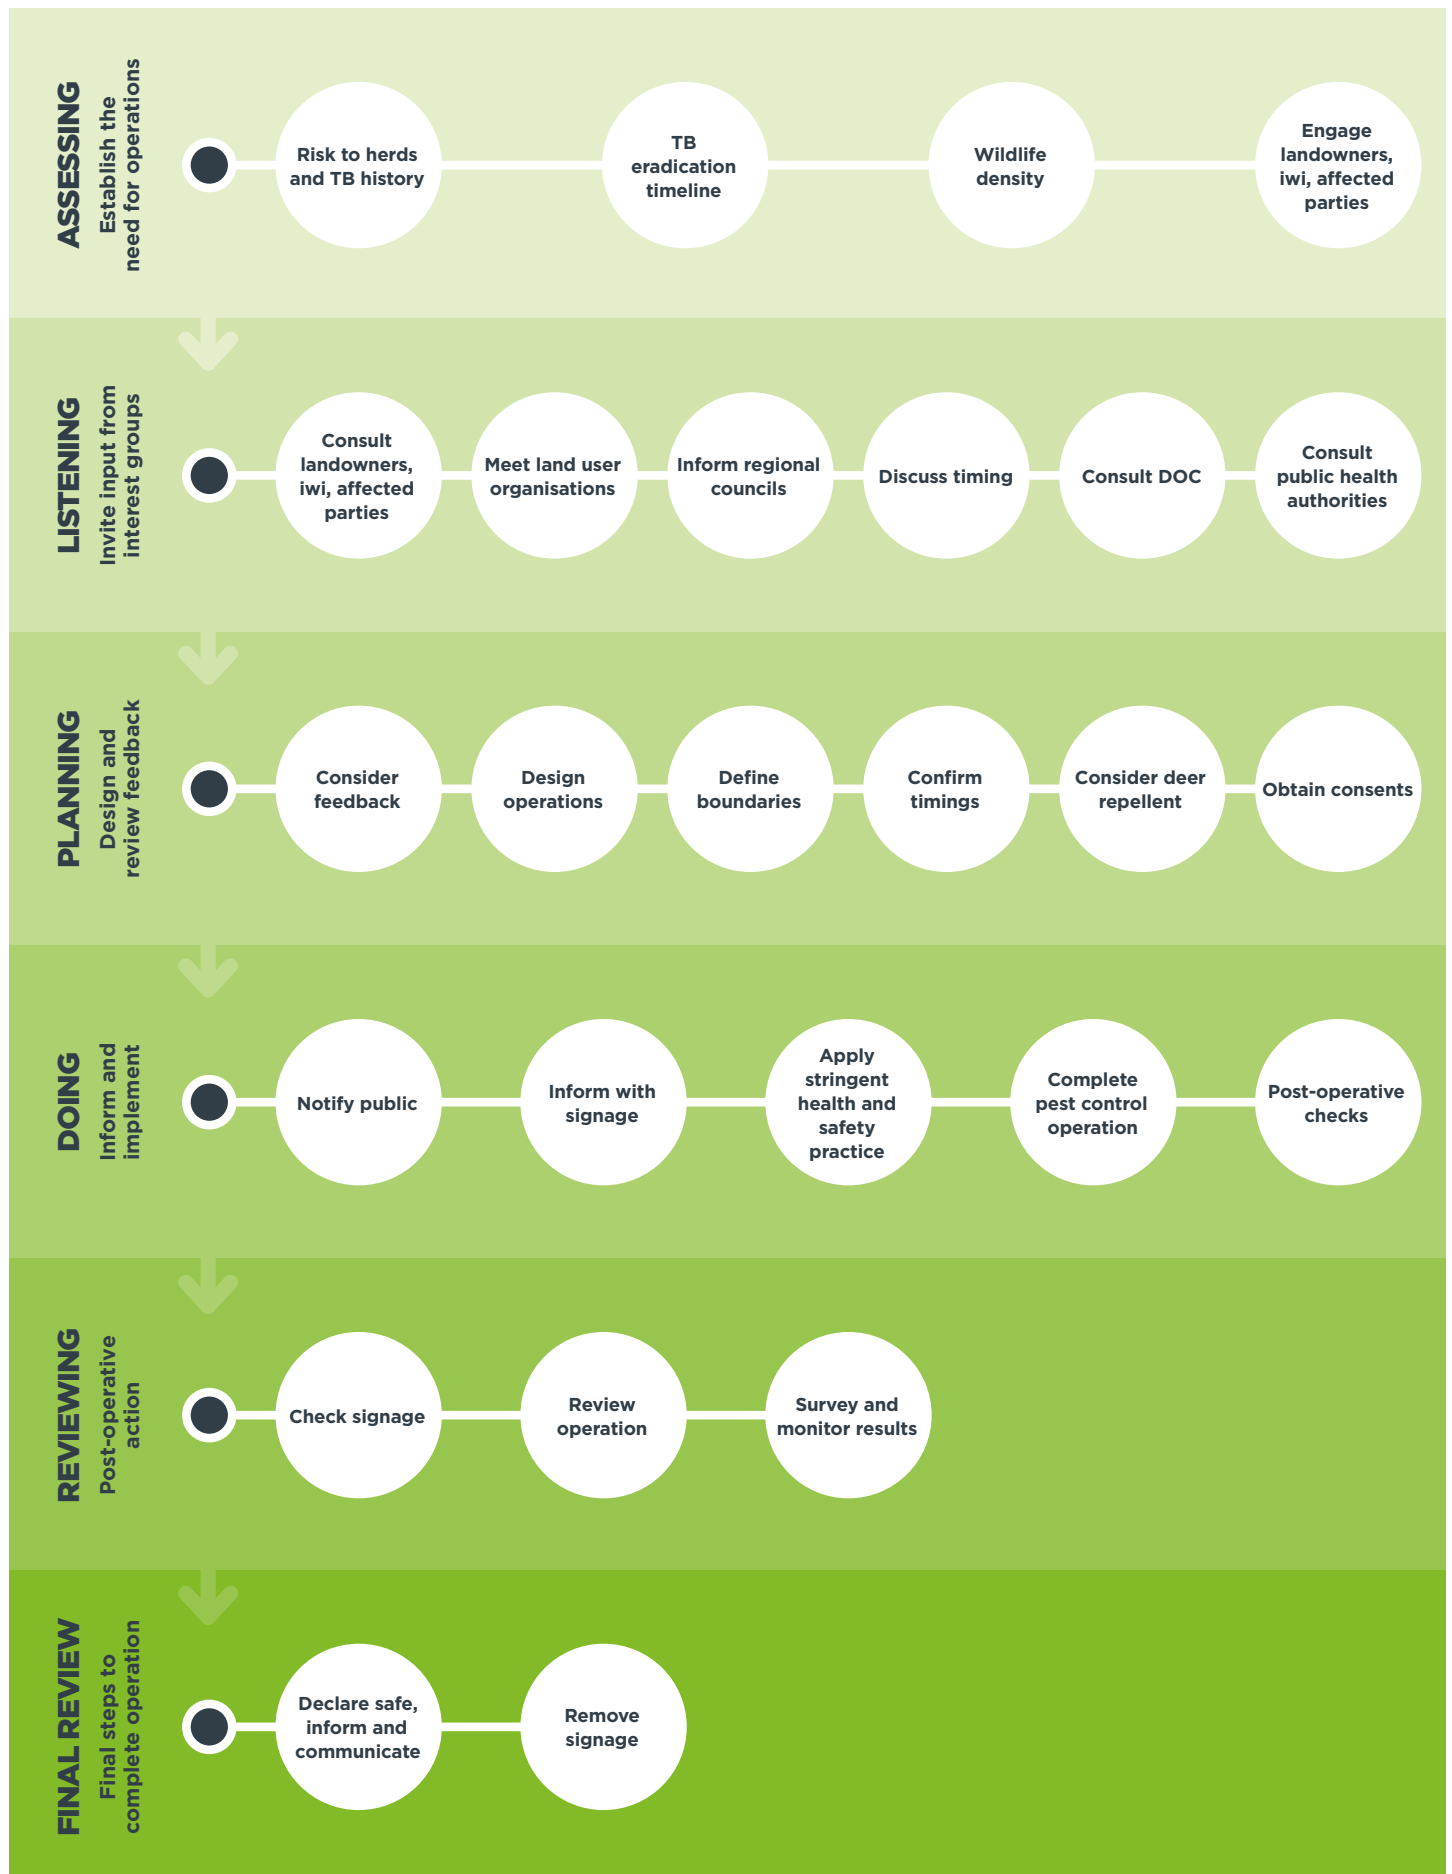 ASSESSING
Establish the
need for operations
Risk to herds
and TB history
TB
eradication
timeline
Wildlife
density
Engage
landowners,
iwi, affected
parties
LISTENING
Invite input from
interest groups
Consult
landowners,
iwi, affected
parties
Meet land user
organisations
Inform regional
councils
Discuss timing
Consult DOC
Consult
public health
authorities
PLANNING
Design and
review feedback
Consider
feedback
Design
operations
Define
boundaries
Confirm
timings
Consider deer
repellent
Obtain consents
DOING
Inform and
implement
Notify public
Inform with
signage
Apply
stringent
health and
safety
practice
Complete
pest control
operation
Post-operative
checks
REVIEWING
Post-operative
action
Check signage
Review
operation
Survey and
monitor results
FINAL REVIEW
Final steps to
complete operation
Declare safe,
inform and
communicate
Remove
signage